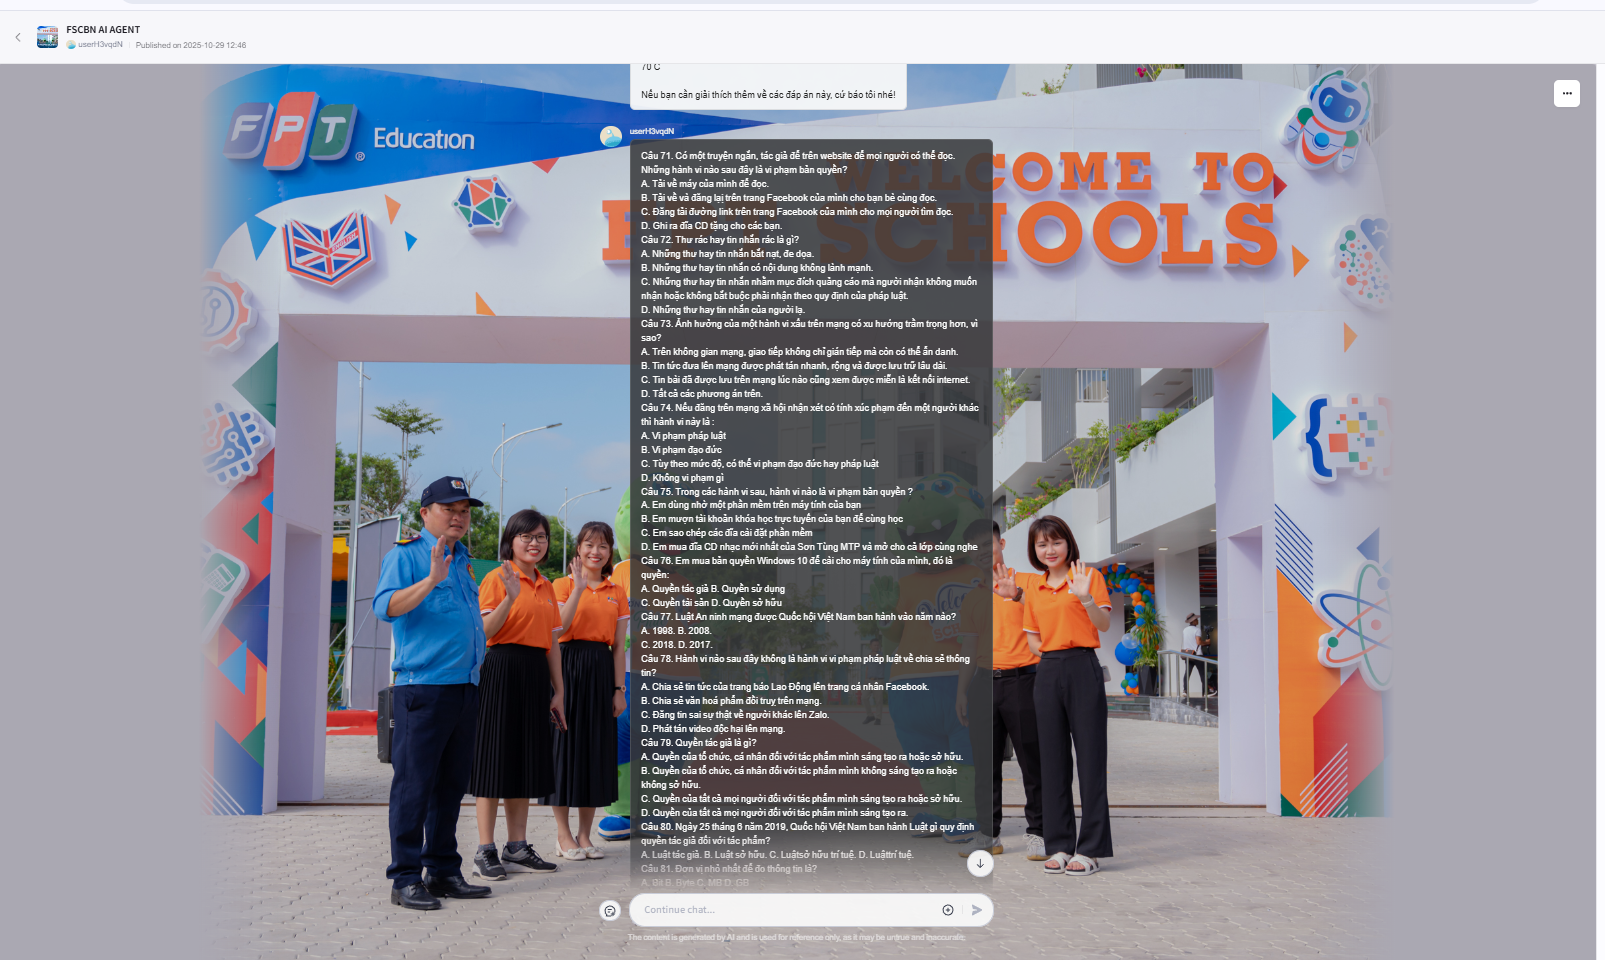 FSCBN AI AGENT
userH3vqdN | Published on 2025-10-29 12:46
70 C
Nếu bạn cần giải thích thêm về các đáp án này, cứ báo tôi nhé!
FPT Education
ENGLISH
WELCOME TO
SCHOOLS
userH3vqdN
Câu 71. Có một truyện ngắn, tác giả để trên website để mọi người có thể đọc.
Những hành vi nào sau đây là vi phạm bản quyền?
A. Tải về máy của mình để đọc.
B. Tải về và đăng lại trên trang Facebook của mình cho bạn bè cùng đọc.
C. Đăng tải đường link trên trang Facebook của mình cho mọi người tìm đọc.
D. Ghi ra đĩa CD tặng cho các bạn.
Câu 72. Thư rác hay tin nhắn rác là gì?
A. Những thư hay tin nhắn bắt nạt, đe dọa.
B. Những thư hay tin nhắn có nội dung không lành mạnh.
C. Những thư hay tin nhắn nhằm mục đích quảng cáo mà người nhận không muốn
nhận hoặc không bắt buộc phải nhận theo quy định của pháp luật.
D. Những thư hay tin nhắn của người lạ.
Câu 73. Ảnh hưởng của một hành vi xấu trên mạng có xu hướng trầm trọng hơn, vì
sao?
A. Trên không gian mạng, giao tiếp không chỉ gián tiếp mà còn có thể ẩn danh.
B. Tin tức đưa lên mạng được phát tán nhanh, rộng và được lưu trữ lâu dài.
C. Tin bài đã được lưu trên mạng lúc nào cũng xem được miễn là kết nối internet.
D. Tất cả các phương án trên.
Câu 74. Nếu đăng trên mạng xã hội nhận xét có tính xúc phạm đến một người khác
thì hành vi này là :
A. Vi phạm pháp luật
B. Vi phạm đạo đức
C. Tùy theo mức độ, có thể vi phạm đạo đức hay pháp luật
D. Không vi phạm gì
Câu 75. Trong các hành vi sau, hành vi nào là vi phạm bản quyền ?
A. Em dùng nhờ một phần mềm trên máy tính của bạn
B. Em mượn tài khoản khóa học trực tuyến của bạn để cùng học
C. Em sao chép các đĩa cài đặt phần mềm
D. Em mua đĩa CD nhạc mới nhất của Sơn Tùng MTP và mở cho cả lớp cùng nghe
Câu 76. Em mua bản quyền Windows 10 để cài cho máy tính của mình, đó là
quyền:
A. Quyền tác giả B. Quyền sử dụng
C. Quyền tài sản D. Quyền sở hữu
Câu 77. Luật An ninh mạng được Quốc hội Việt Nam ban hành vào năm nào?
A. 1998. B. 2008.
C. 2018. D. 2017.
Câu 78. Hành vi nào sau đây không là hành vi vi phạm pháp luật về chia sẻ thông
tin?
A. Chia sẻ tin tức của trang báo Lao Động lên trang cá nhân Facebook.
B. Chia sẻ văn hoá phẩm đồi truỵ trên mạng.
C. Đăng tin sai sự thật về người khác lên Zalo.
D. Phát tán video độc hại lên mạng.
Câu 79. Quyền tác giả là gì?
A. Quyền của tổ chức, cá nhân đối với tác phẩm mình sáng tạo ra hoặc sở hữu.
B. Quyền của tổ chức, cá nhân đối với tác phẩm mình không sáng tạo ra hoặc
không sở hữu.
C. Quyền của tất cả mọi người đối với tác phẩm mình sáng tạo ra hoặc sở hữu.
D. Quyền của tất cả mọi người đối với tác phẩm mình sáng tạo ra.
Câu 80. Ngày 25 tháng 6 năm 2019, Quốc hội Việt Nam ban hành Luật gì quy định
quyền tác giả đối với tác phẩm?
A. Luật tác giả. B. Luật sở hữu. C. Luậtsở hữu trí tuệ. D. Luậttrí tuệ.
Câu 81. Đơn vị nhỏ nhất để đo thông tin là?
A. Bit B. Byte C. MB D. GB
Continue chat...
The content is generated by AI and is used for reference only, as it may be untrue and inaccurate.